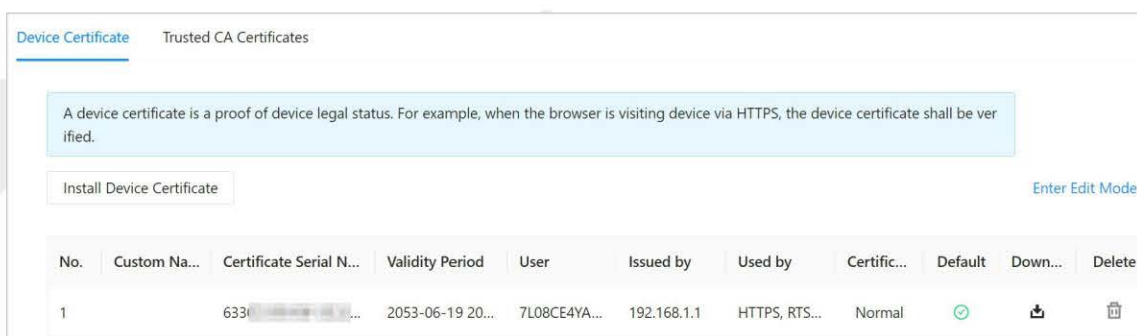 Device Certificate Trusted CA Certificates
A device certificate is a proof of device legal status. For example, when the browser is visiting device via HTTPS, the device certificate shall be ver
ified.
Install Device Certificate Enter Edit Mode
No. Custom Na... Certificate Serial N... Validity Period User Issued by Used by Certific... Default Down... Delete
1 633 ... 2053-06-19 20... 7L08CE4YA... 192.168.1.1 HTTPS, RTS... Normal